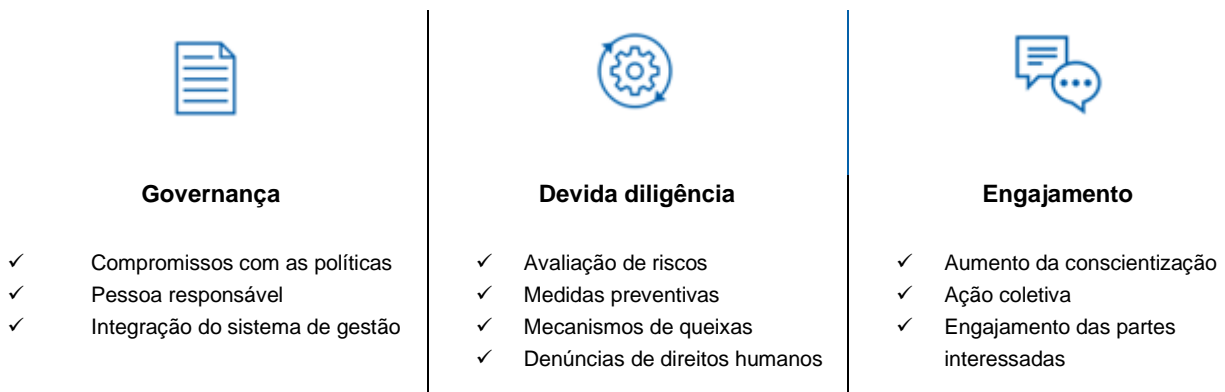 Governança
✓ Compromissos com as políticas
✓ Pessoa responsável
✓ Integração do sistema de gestão
Devida diligência
✓ Avaliação de riscos
✓ Medidas preventivas
✓ Mecanismos de queixas
✓ Denúncias de direitos humanos
Engajamento
✓ Aumento da conscientização
✓ Ação coletiva
✓ Engajamento das partes
interessadas